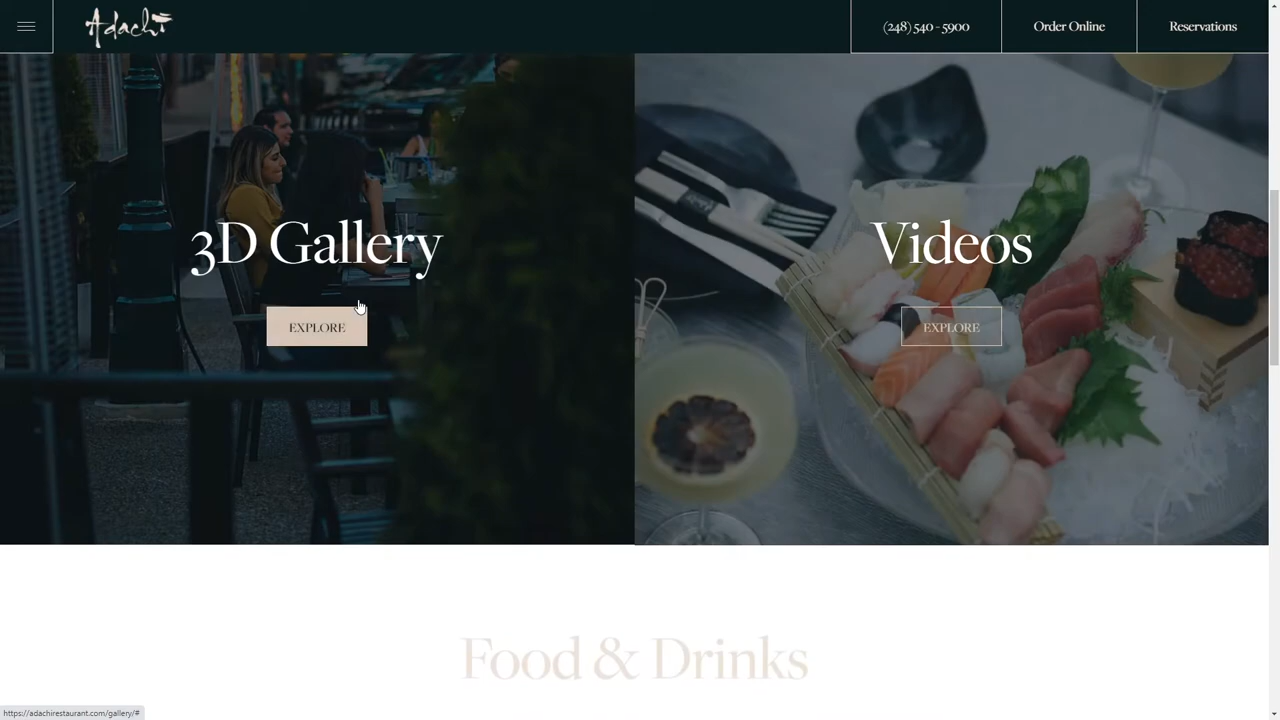 Adachi
(248) 540 - 5900
Order Online
Reservations
3D Gallery
Videos
EXPLORE
EXPLORE
Food & Drinks
https://adachirestaurant.com/gallery/#